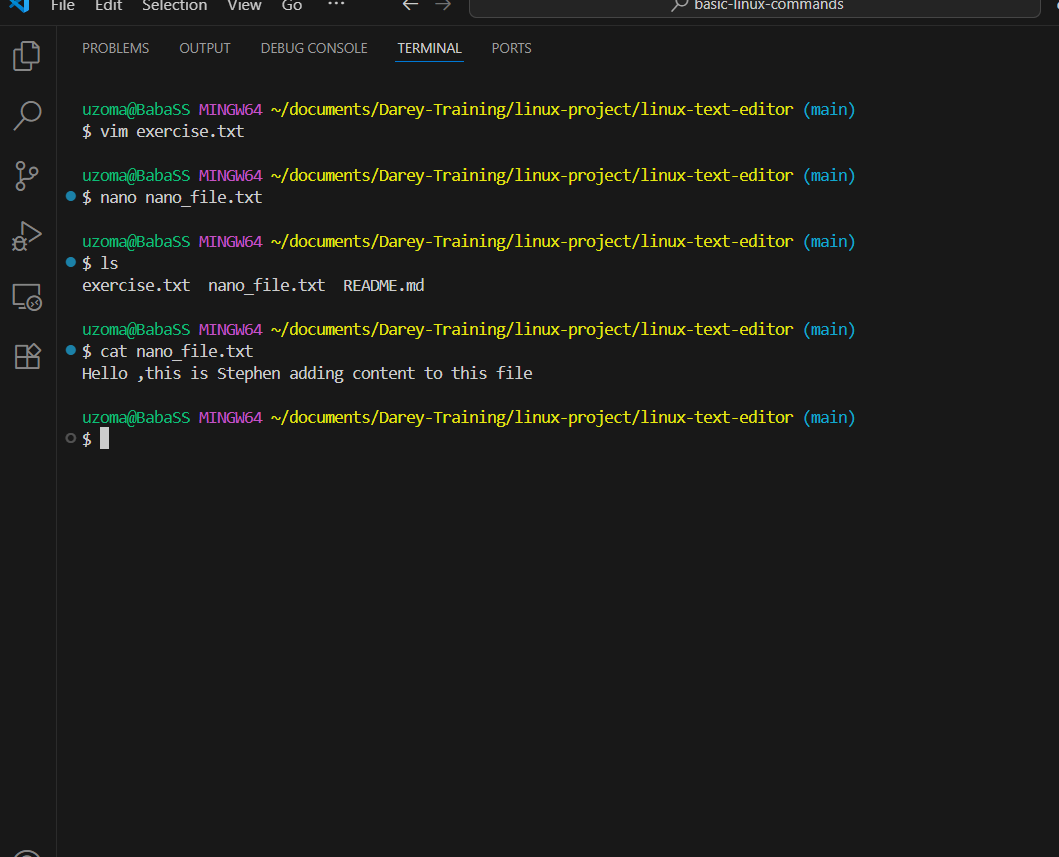 File Edit Selection View Go ··· basic-linux-commands
PROBLEMS OUTPUT DEBUG CONSOLE TERMINAL PORTS
uzoma@BabaSS MINGW64 ~/documents/Darey-Training/linux-project/linux-text-editor (main)
$ vim exercise.txt
uzoma@BabaSS MINGW64 ~/documents/Darey-Training/linux-project/linux-text-editor (main)
$ nano nano_file.txt
uzoma@BabaSS MINGW64 ~/documents/Darey-Training/linux-project/linux-text-editor (main)
$ ls
exercise.txt  nano_file.txt  README.md
uzoma@BabaSS MINGW64 ~/documents/Darey-Training/linux-project/linux-text-editor (main)
$ cat nano_file.txt
Hello ,this is Stephen adding content to this file
uzoma@BabaSS MINGW64 ~/documents/Darey-Training/linux-project/linux-text-editor (main)
$